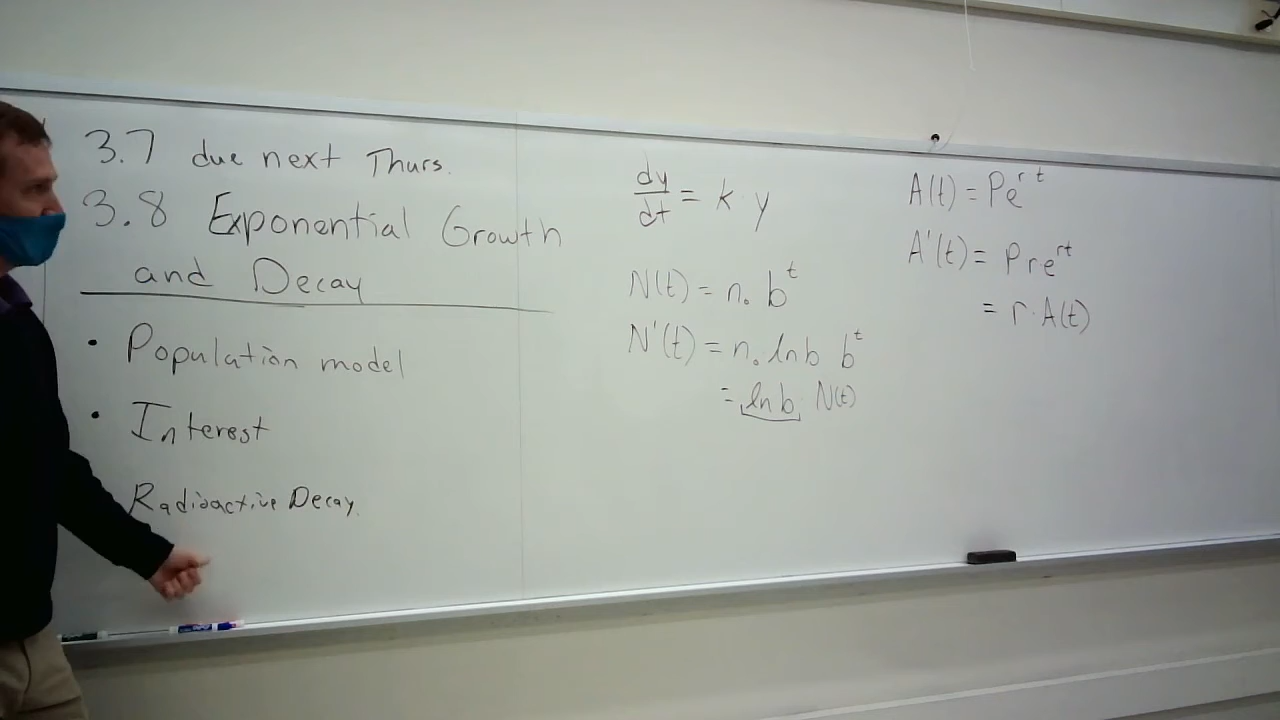 3.7 due next Thurs.
3.8 Exponential Growth
and Decay
• Population model
• Interest
Radioactive Decay.
dy/dt = k·y
N(t) = n₀ b^t
N'(t) = n₀ ln b b^t
= ln b · N(t)
A(t) = Pe^rt
A'(t) = Pre^rt
= r·A(t)